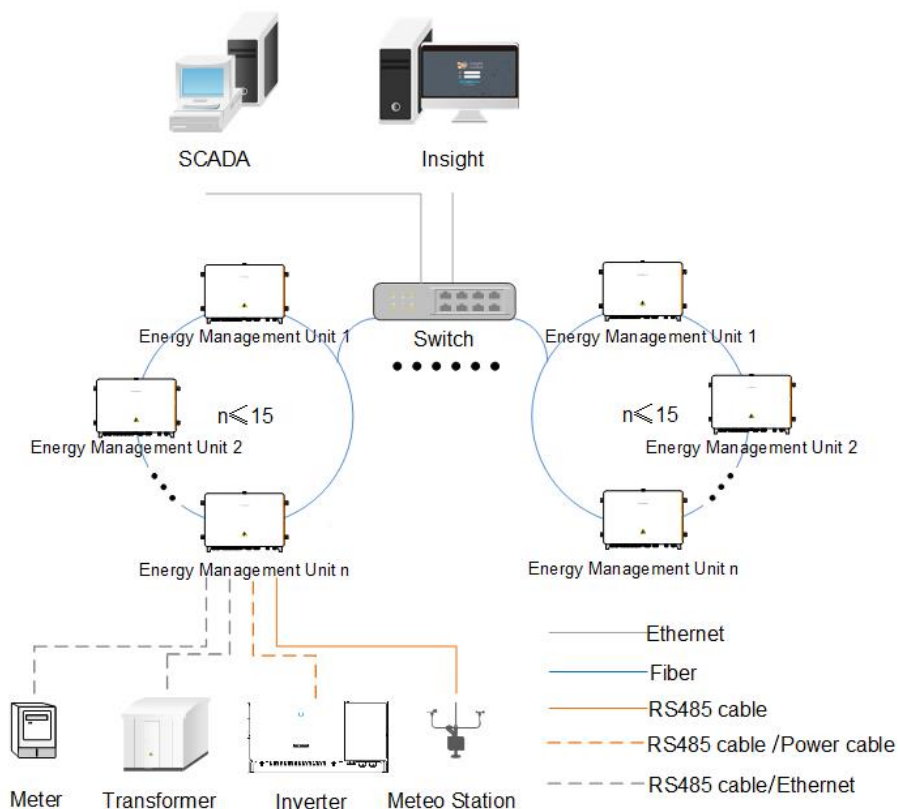 SCADA
Insight
Switch
Energy Management Unit 1
Energy Management Unit 1
n≤15
n≤15
Energy Management Unit 2
Energy Management Unit 2
Energy Management Unit n
Energy Management Unit n
Ethernet
Fiber
RS485 cable
RS485 cable /Power cable
RS485 cable/Ethernet
Meter
Transformer
Inverter
Meteo Station